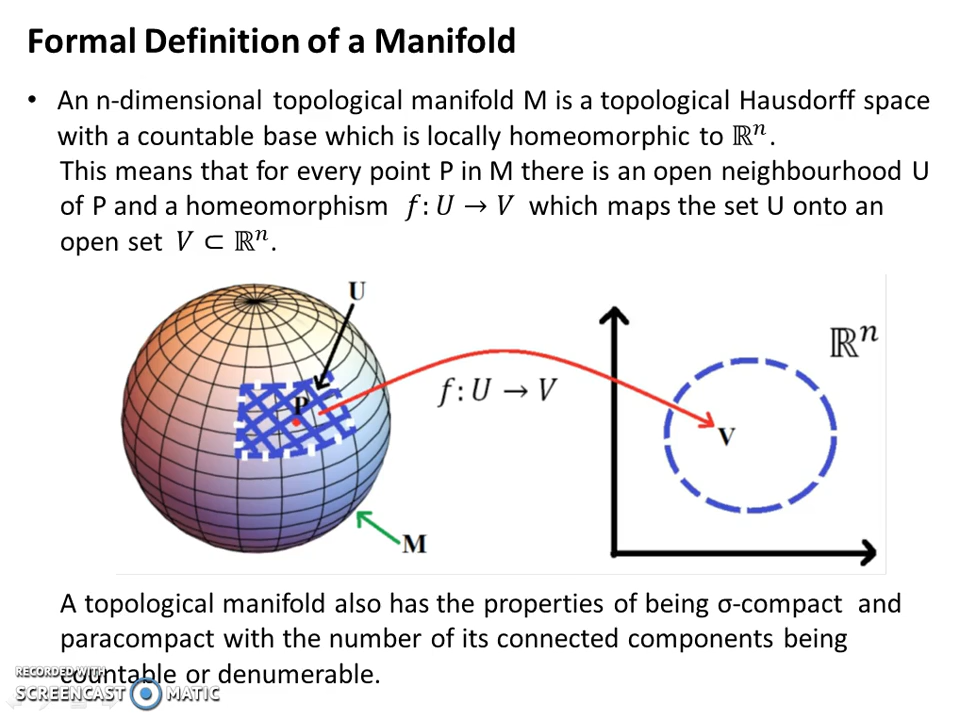 Formal Definition of a Manifold
• An n-dimensional topological manifold M is a topological Hausdorff space
with a countable base which is locally homeomorphic to ℝⁿ.
This means that for every point P in M there is an open neighbourhood U
of P and a homeomorphism f: U → V which maps the set U onto an
open set V ⊂ ℝⁿ.
U
ℝⁿ
P
f: U → V
V
M
A topological manifold also has the properties of being σ-compact and
paracompact with the number of its connected components being
countable or denumerable.
RECORDED WITH
SCREENCAST MATIC